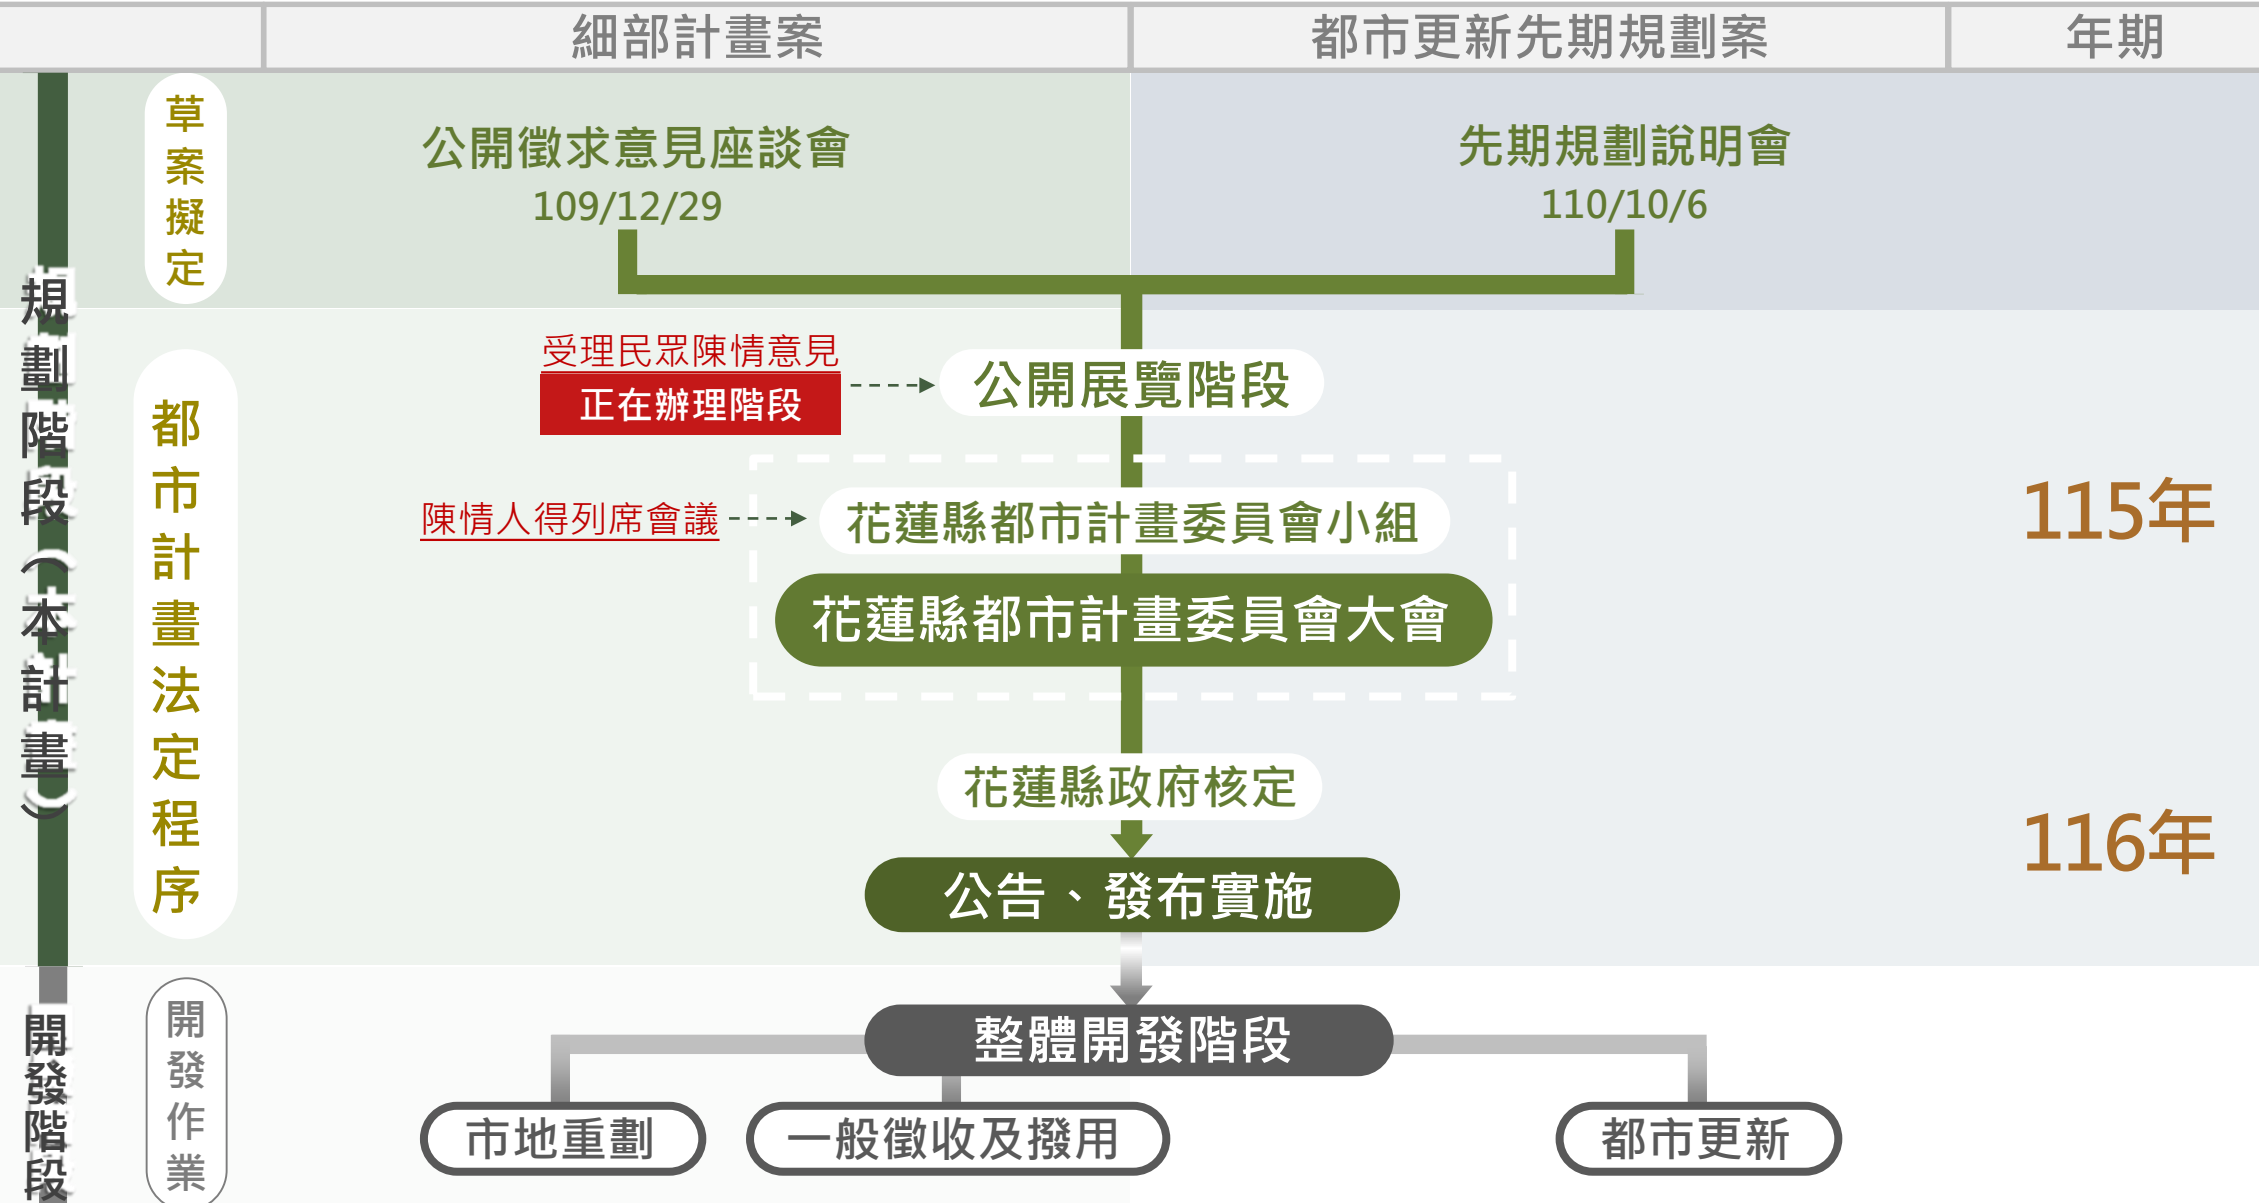 細部計畫案
都市更新先期規劃案
年期
規劃階段（本計畫）
草案擬定
公開徵求意見座談會
109/12/29
先期規劃說明會
110/10/6
都市計畫法定程序
受理民眾陳情意見
正在辦理階段
公開展覽階段
陳情人得列席會議
花蓮縣都市計畫委員會小組
115年
花蓮縣都市計畫委員會大會
花蓮縣政府核定
116年
公告、發布實施
開發階段
開發作業
整體開發階段
市地重劃
一般徵收及撥用
都市更新